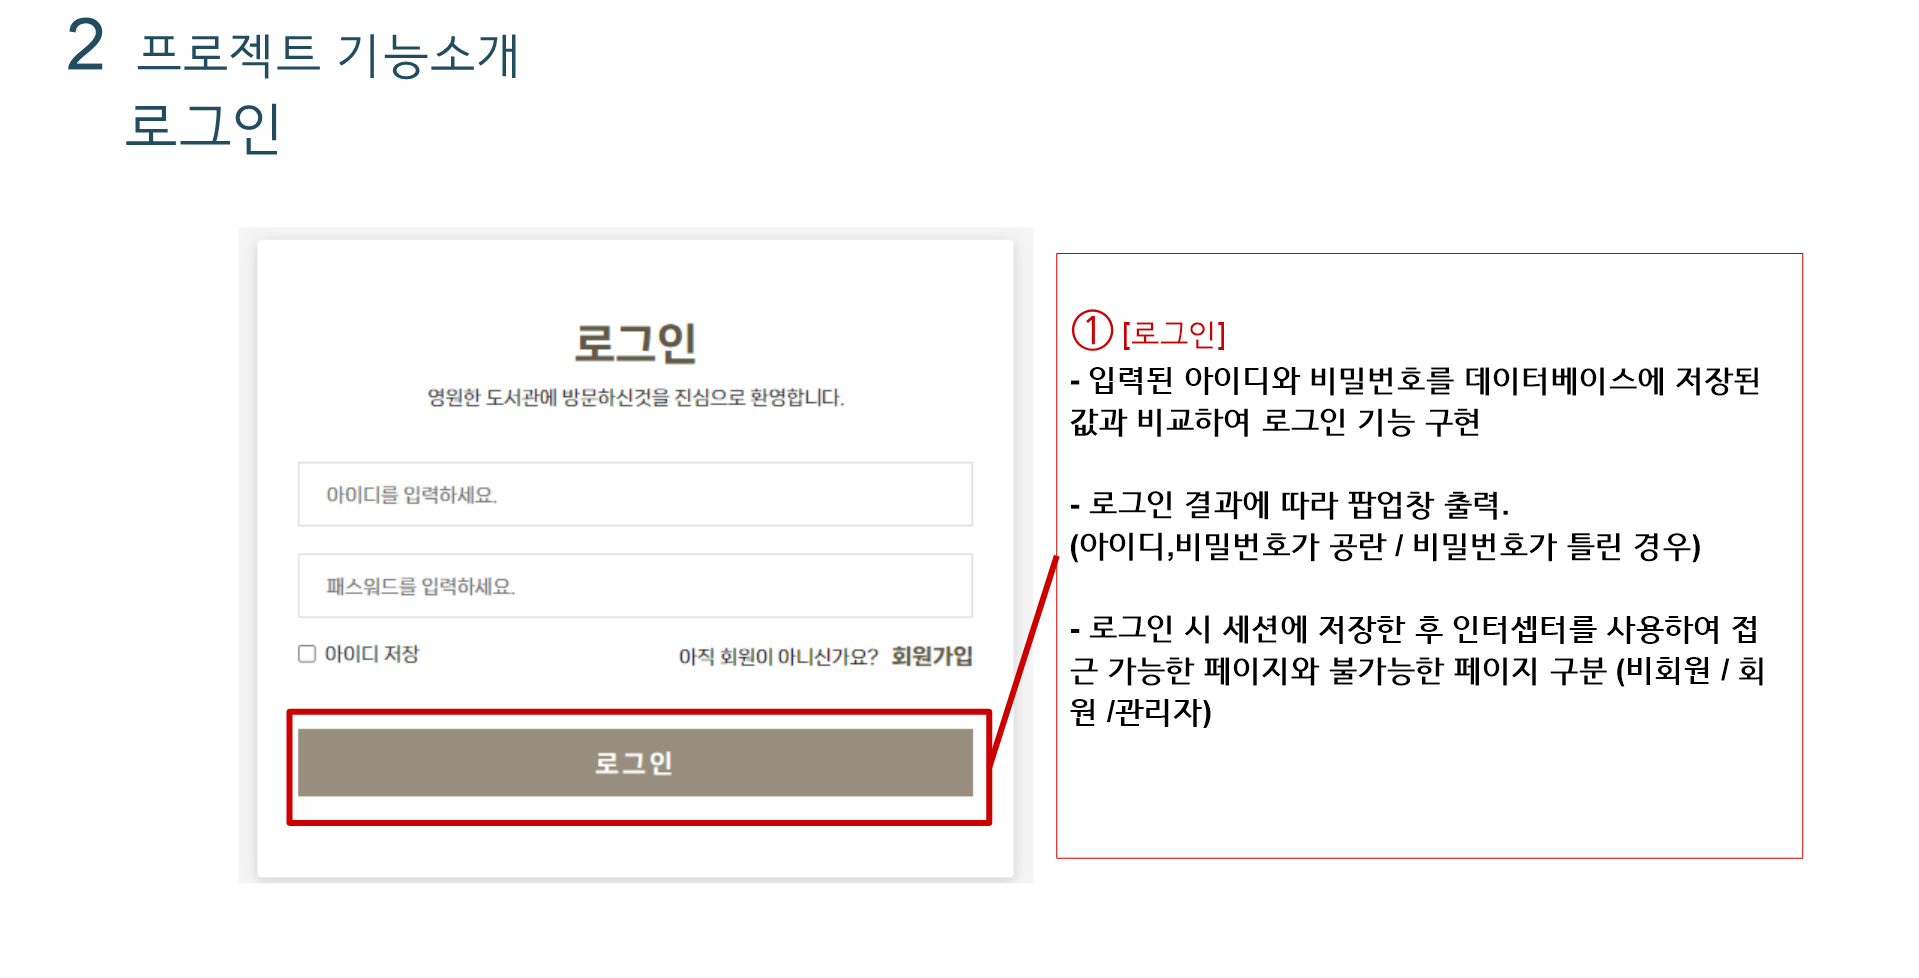 2 프로젝트 기능소개
로그인
로그인
영원한 도서관에 방문하신것을 진심으로 환영합니다.
아이디를 입력하세요.
패스워드를 입력하세요.
아이디 저장
아직 회원이 아니신가요? 회원가입
로그인
① [로그인]
- 입력된 아이디와 비밀번호를 데이터베이스에 저장된
값과 비교하여 로그인 기능 구현
- 로그인 결과에 따라 팝업창 출력.
(아이디,비밀번호가 공란 / 비밀번호가 틀린 경우)
- 로그인 시 세션에 저장한 후 인터셉터를 사용하여 접
근 가능한 페이지와 불가능한 페이지 구분 (비회원 / 회
원 /관리자)